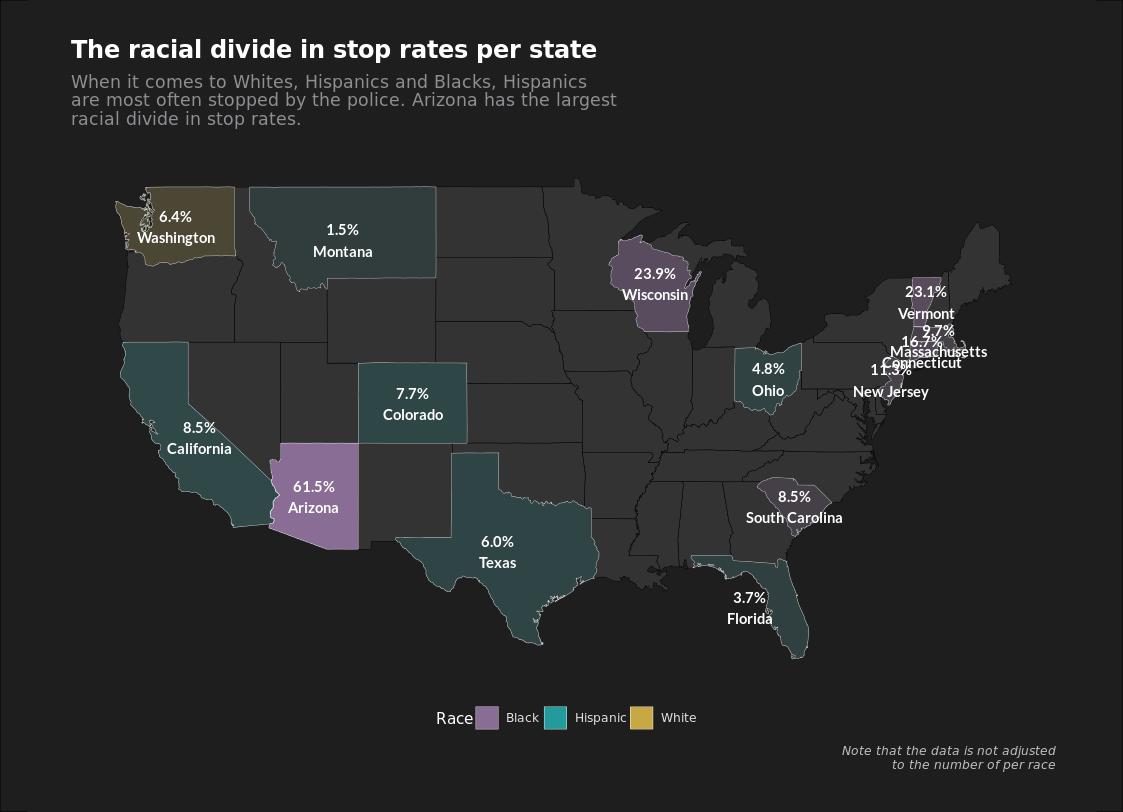 The racial divide in stop rates per state
When it comes to Whites, Hispanics and Blacks, Hispanics
are most often stopped by the police. Arizona has the largest
racial divide in stop rates.
6.4%
Washington
1.5%
Montana
23.9%
Wisconsin
23.1%
Vermont
9.7%
Massachusetts
16.7%
Connecticut
11.3%
New Jersey
4.8%
Ohio
7.7%
Colorado
8.5%
California
61.5%
Arizona
8.5%
South Carolina
6.0%
Texas
3.7%
Florida
Race Black Hispanic White
Note that the data is not adjusted
to the number of per race